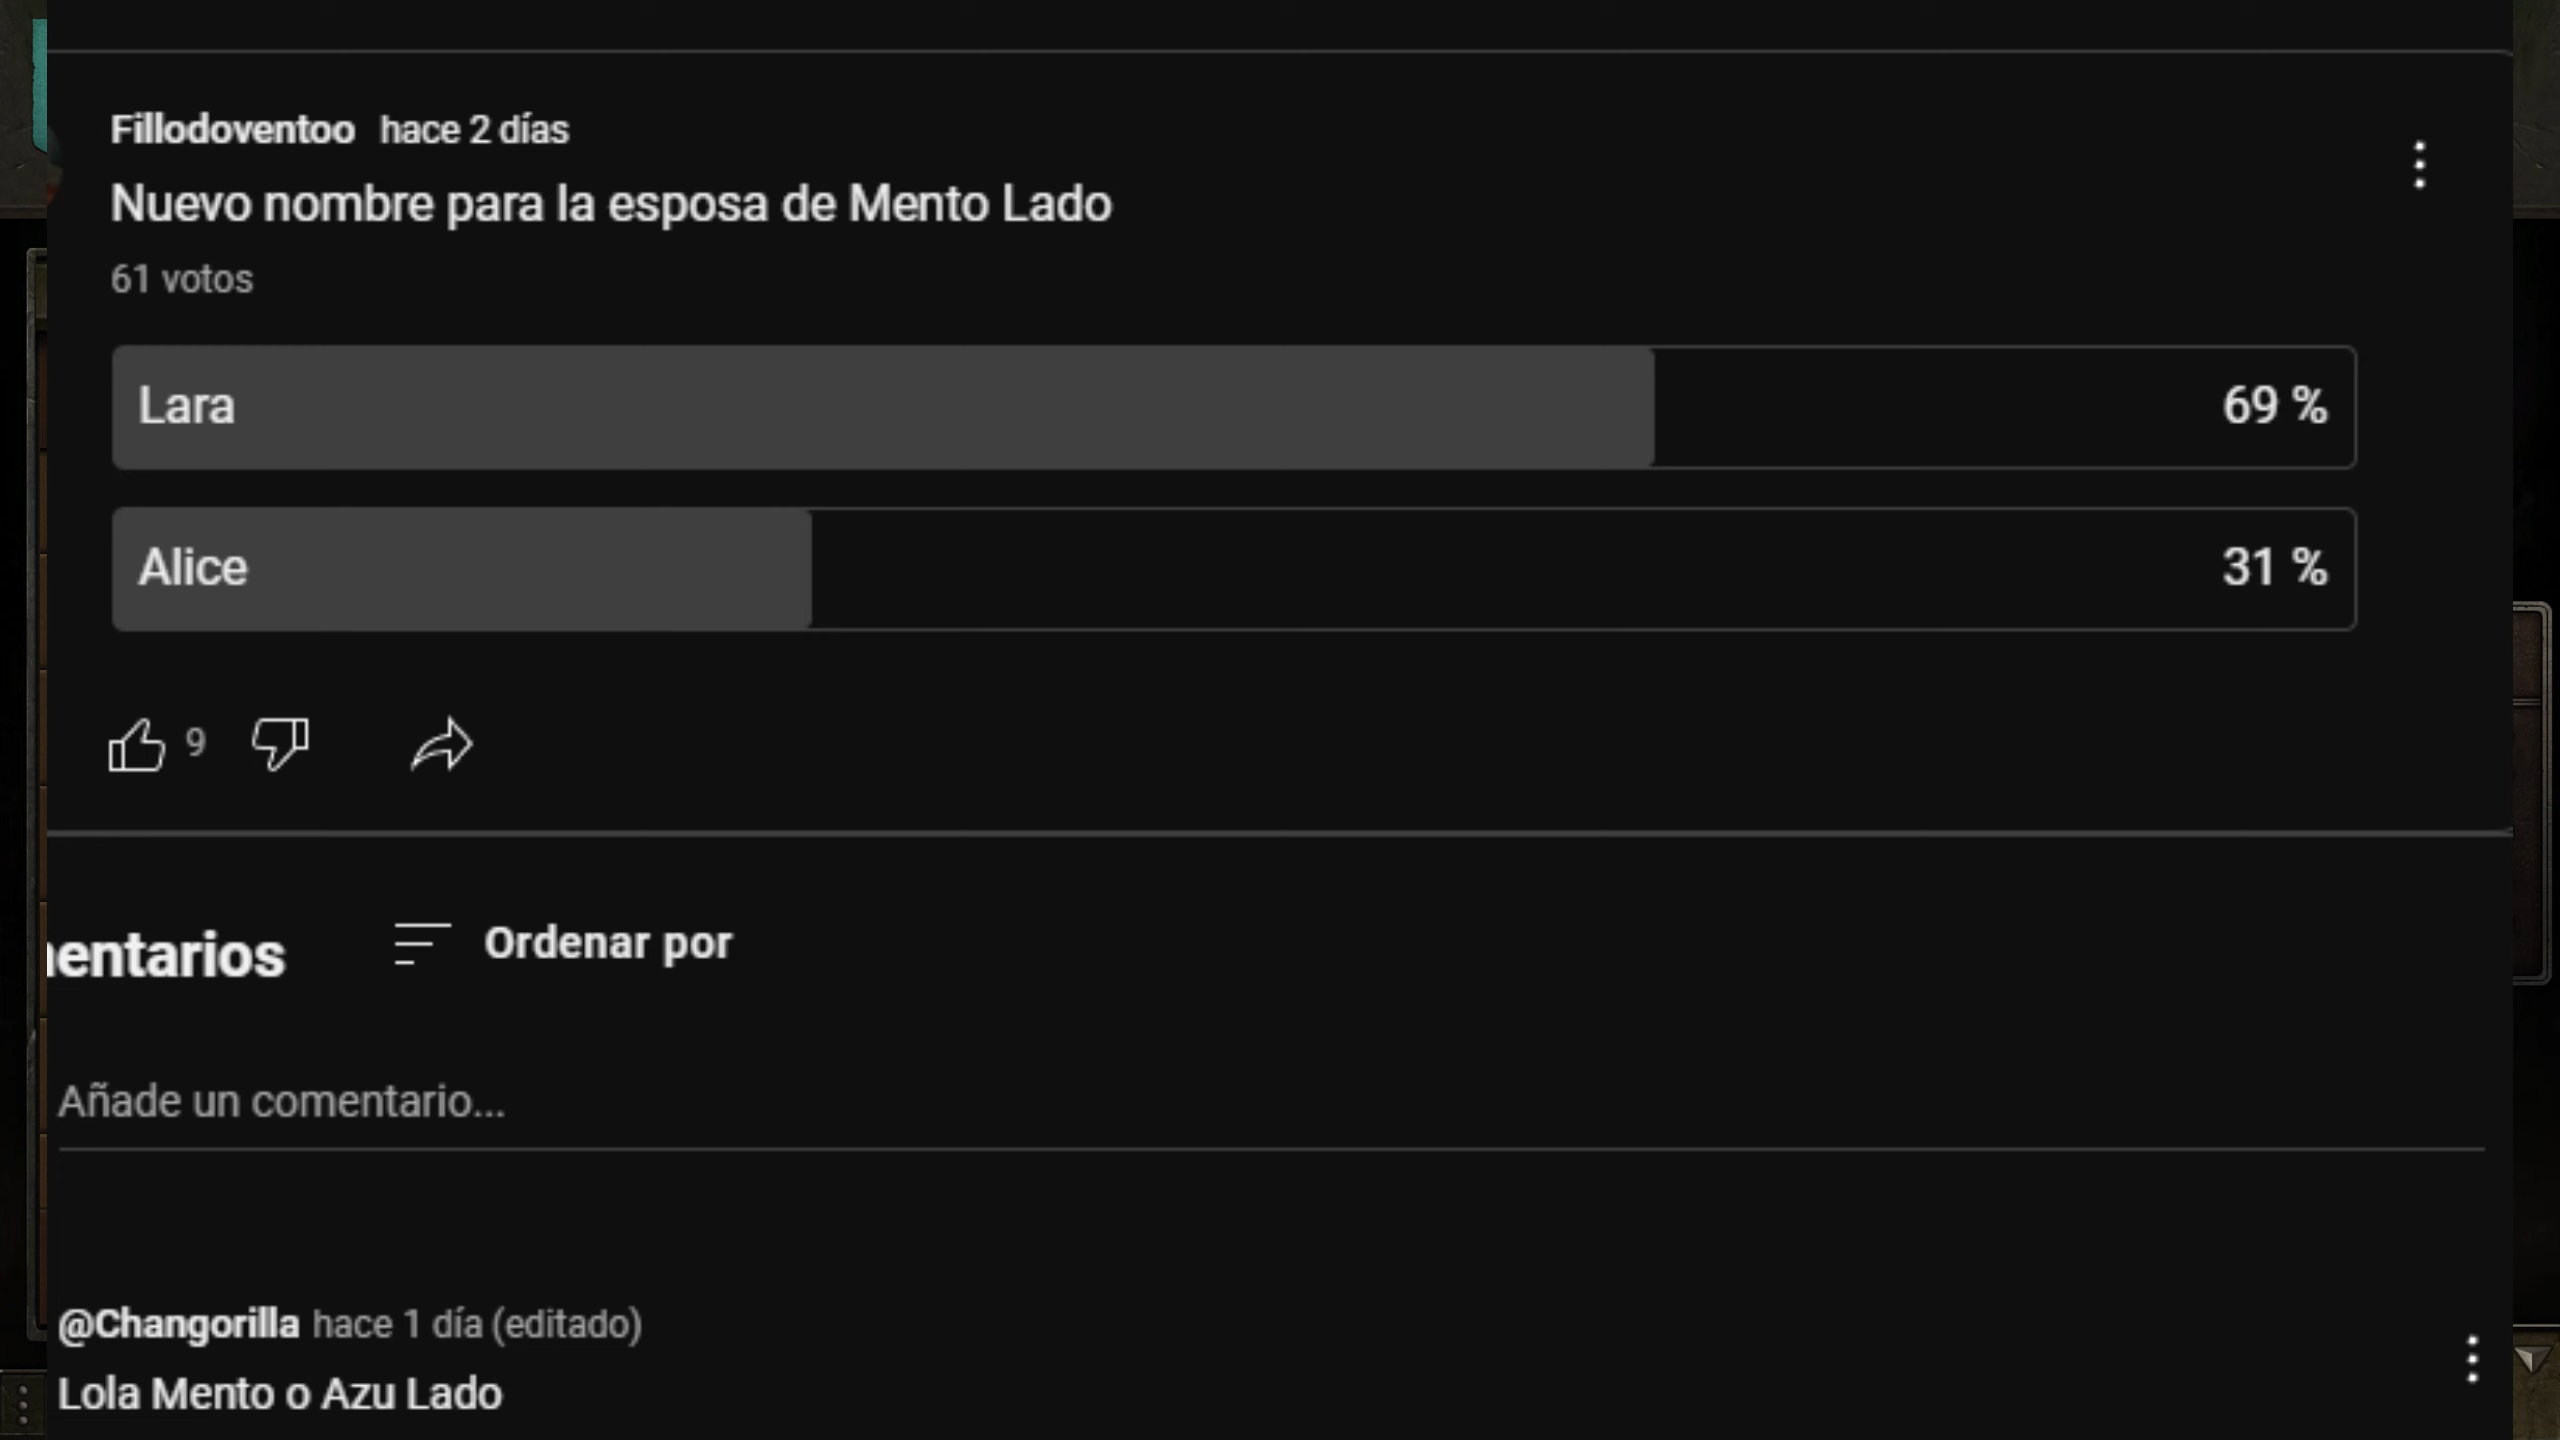 Fillodoventoo hace 2 días
Nuevo nombre para la esposa de Mento Lado
61 votos
Lara 69 %
Alice 31 %
9
entarios Ordenar por
Añade un comentario...
@Changorilla hace 1 día (editado)
Lola Mento o Azu Lado